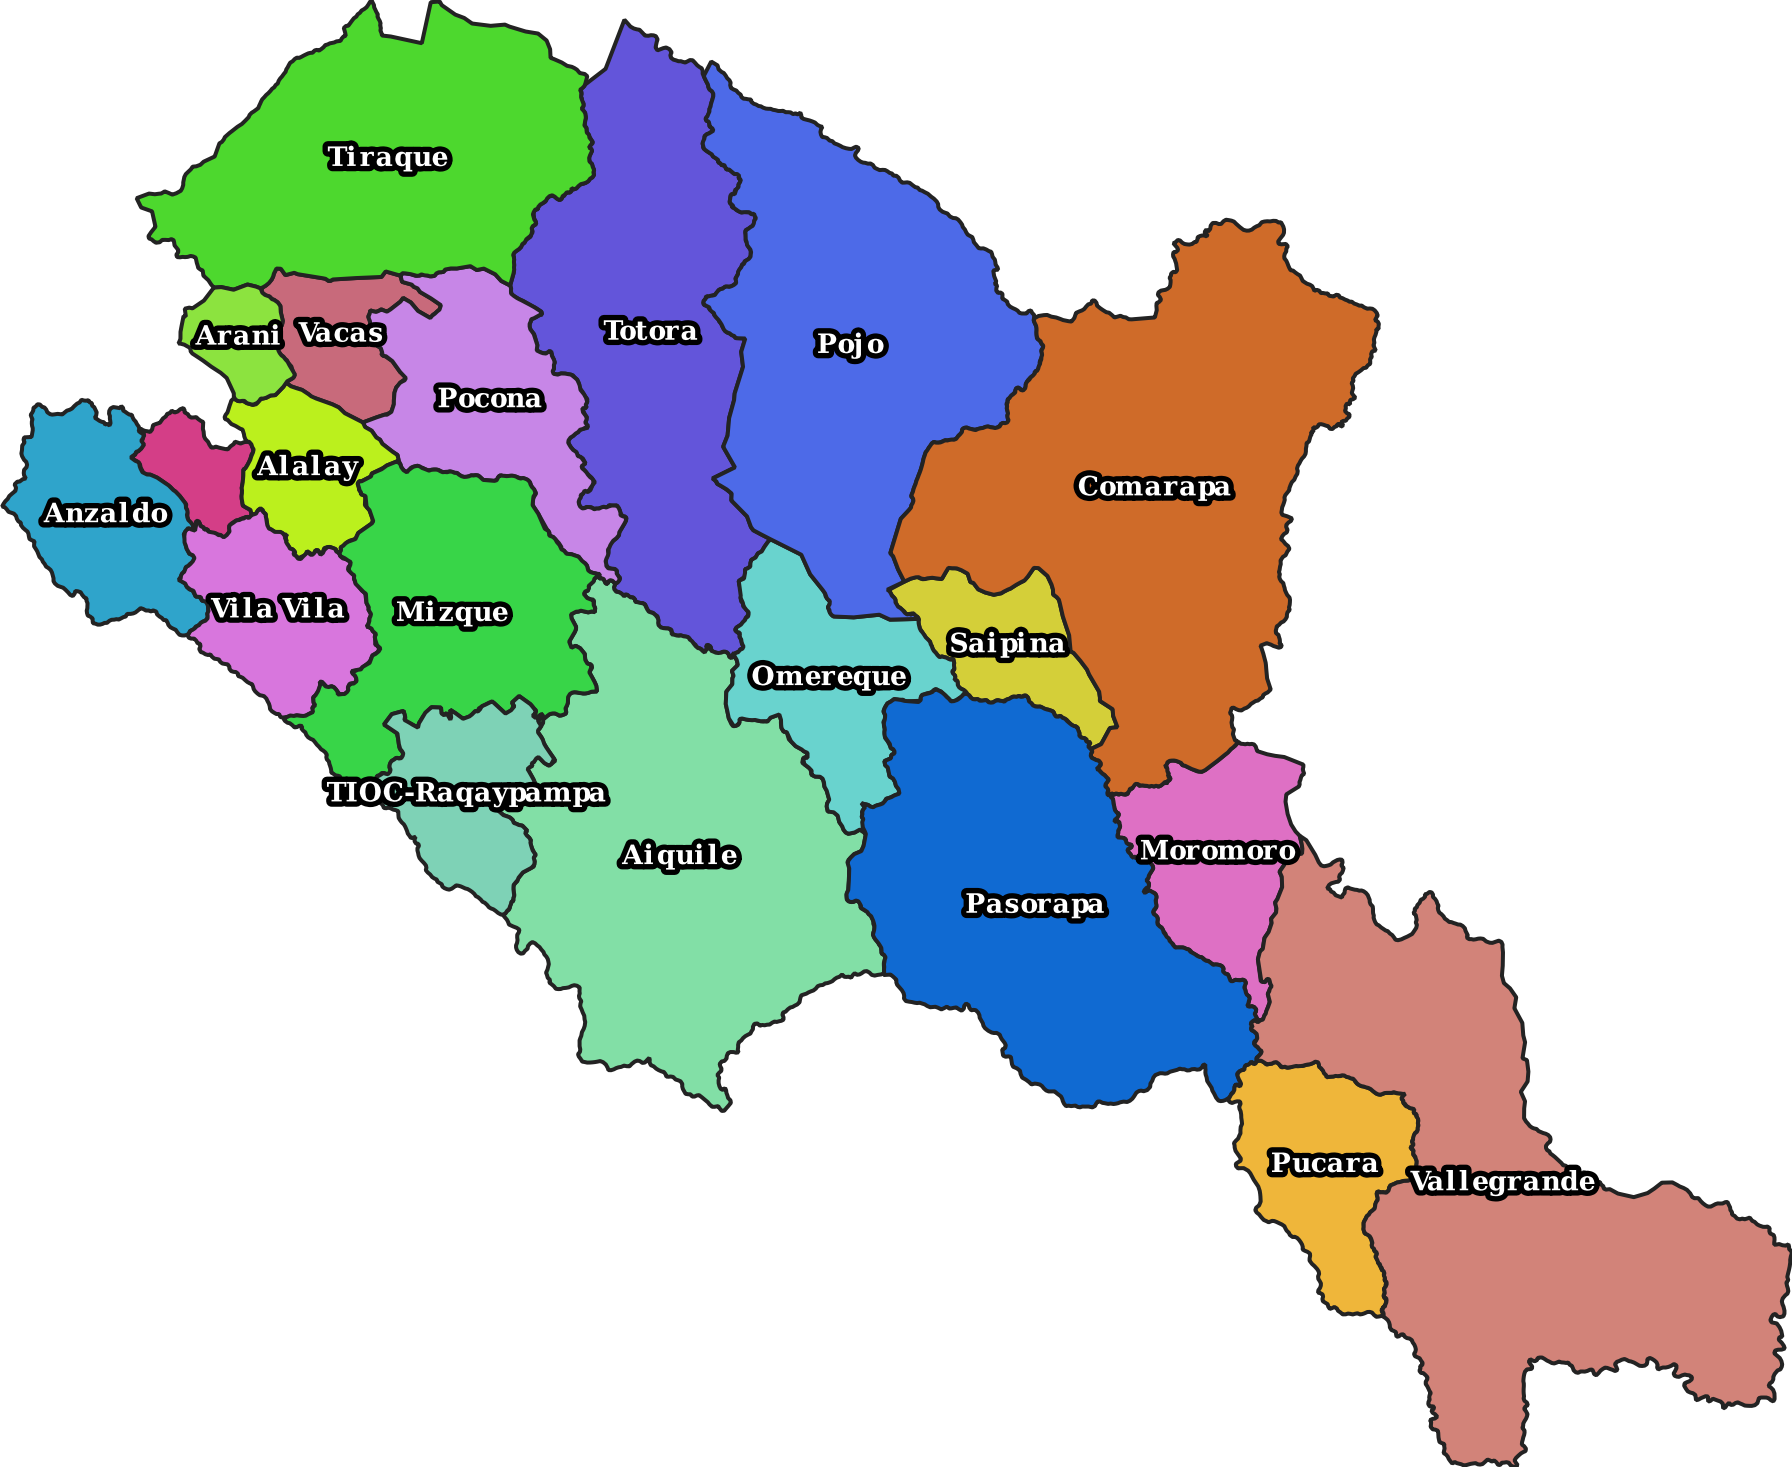 Tiraque
Arani
Vacas
Totora
Pojo
Pocona
Alalay
Comarapa
Anzaldo
Vila Vila
Mizque
Saipina
Omereque
TIOC-Raqaypampa
Aiquile
Moromoro
Pasorapa
Pucara
Vallegrande